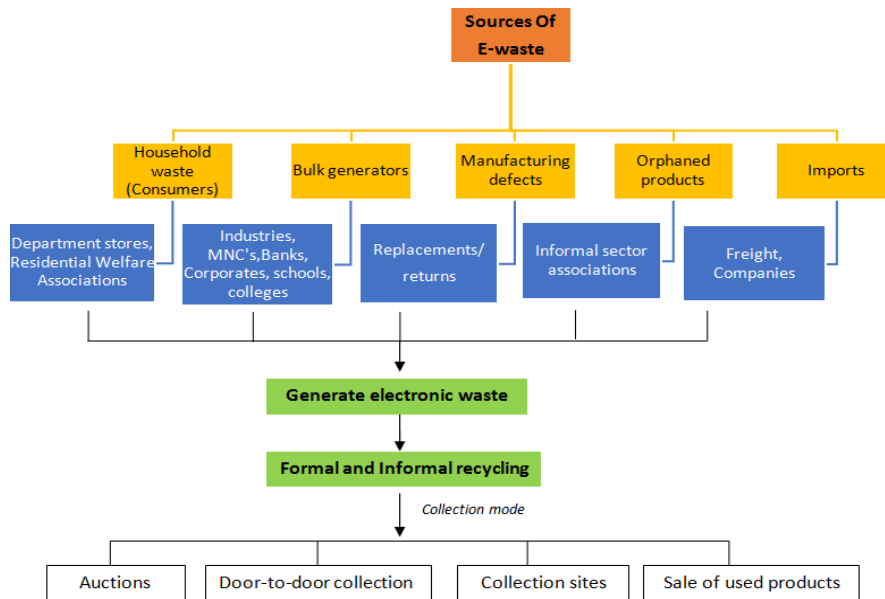 Sources Of
E-waste
Household
waste
(Consumers)
Bulk generators
Manufacturing
defects
Orphaned
products
Imports
Department stores,
Residential Welfare
Associations
Industries,
MNC's,Banks,
Corporates, schools,
colleges
Replacements/
returns
Informal sector
associations
Freight,
Companies
Generate electronic waste
Formal and Informal recycling
Collection mode
Auctions
Door-to-door collection
Collection sites
Sale of used products